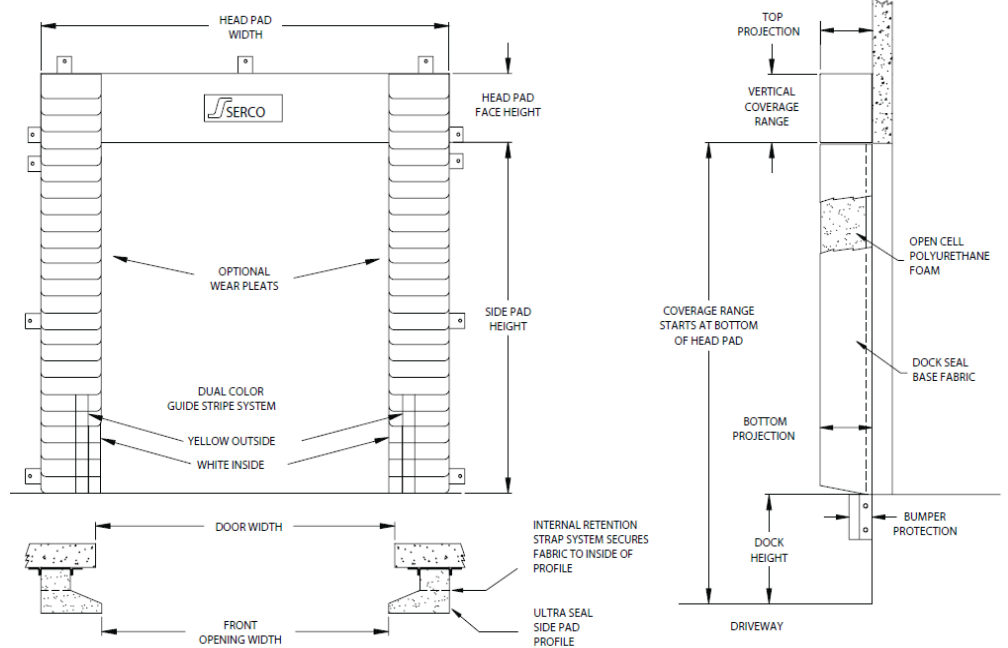 HEAD PAD
WIDTH
SERCO
HEAD PAD
FACE HEIGHT
OPTIONAL
WEAR PLEATS
SIDE PAD
HEIGHT
DUAL COLOR
GUIDE STRIPE SYSTEM
YELLOW OUTSIDE
WHITE INSIDE
DOOR WIDTH
INTERNAL RETENTION
STRAP SYSTEM SECURES
FABRIC TO INSIDE OF
PROFILE
ULTRA SEAL
SIDE PAD
PROFILE
FRONT
OPENING WIDTH
TOP
PROJECTION
VERTICAL
COVERAGE
RANGE
OPEN CELL
POLYURETHANE
FOAM
COVERAGE RANGE
STARTS AT BOTTOM
OF HEAD PAD
DOCK SEAL
BASE FABRIC
BOTTOM
PROJECTION
BUMPER
PROTECTION
DOCK
HEIGHT
DRIVEWAY